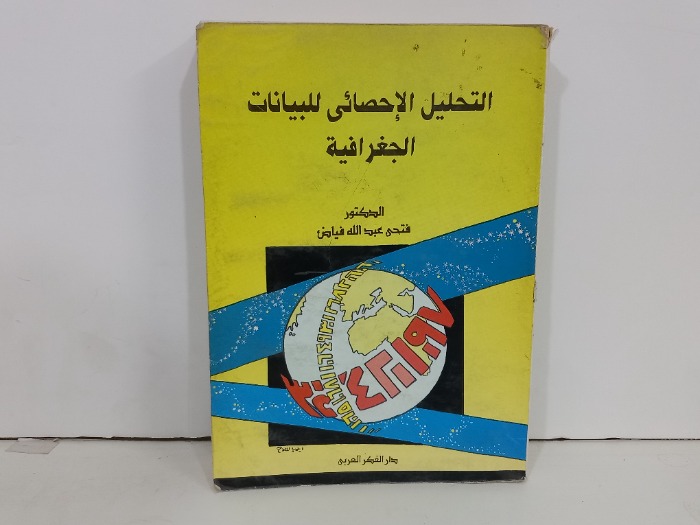 التحليل الإحصائى للبيانات
الجغرافية
الدكتور
فتحى عبد الله فياض
دار الفكر العربى